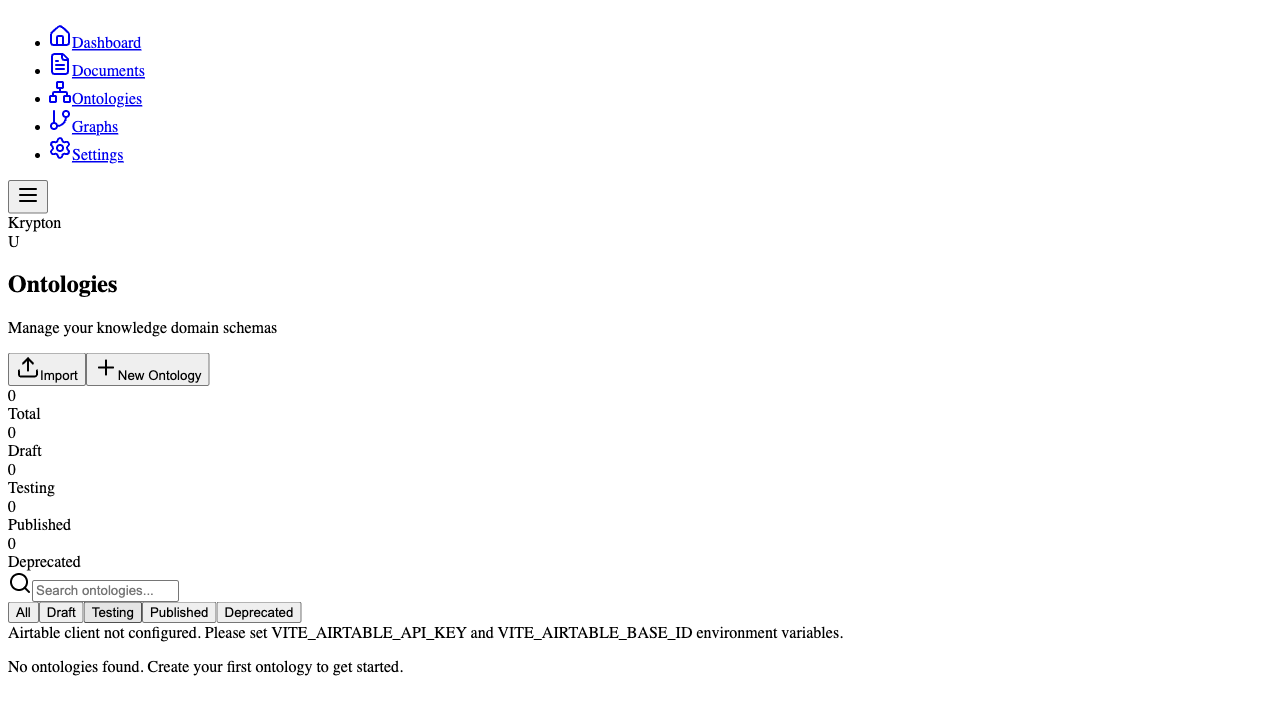 Dashboard
Documents
Ontologies
Graphs
Settings
Krypton
U
Ontologies
Manage your knowledge domain schemas
Import New Ontology
0
Total
0
Draft
0
Testing
0
Published
0
Deprecated
Search ontologies...
All Draft Testing Published Deprecated
Airtable client not configured. Please set VITE_AIRTABLE_API_KEY and VITE_AIRTABLE_BASE_ID environment variables.
No ontologies found. Create your first ontology to get started.